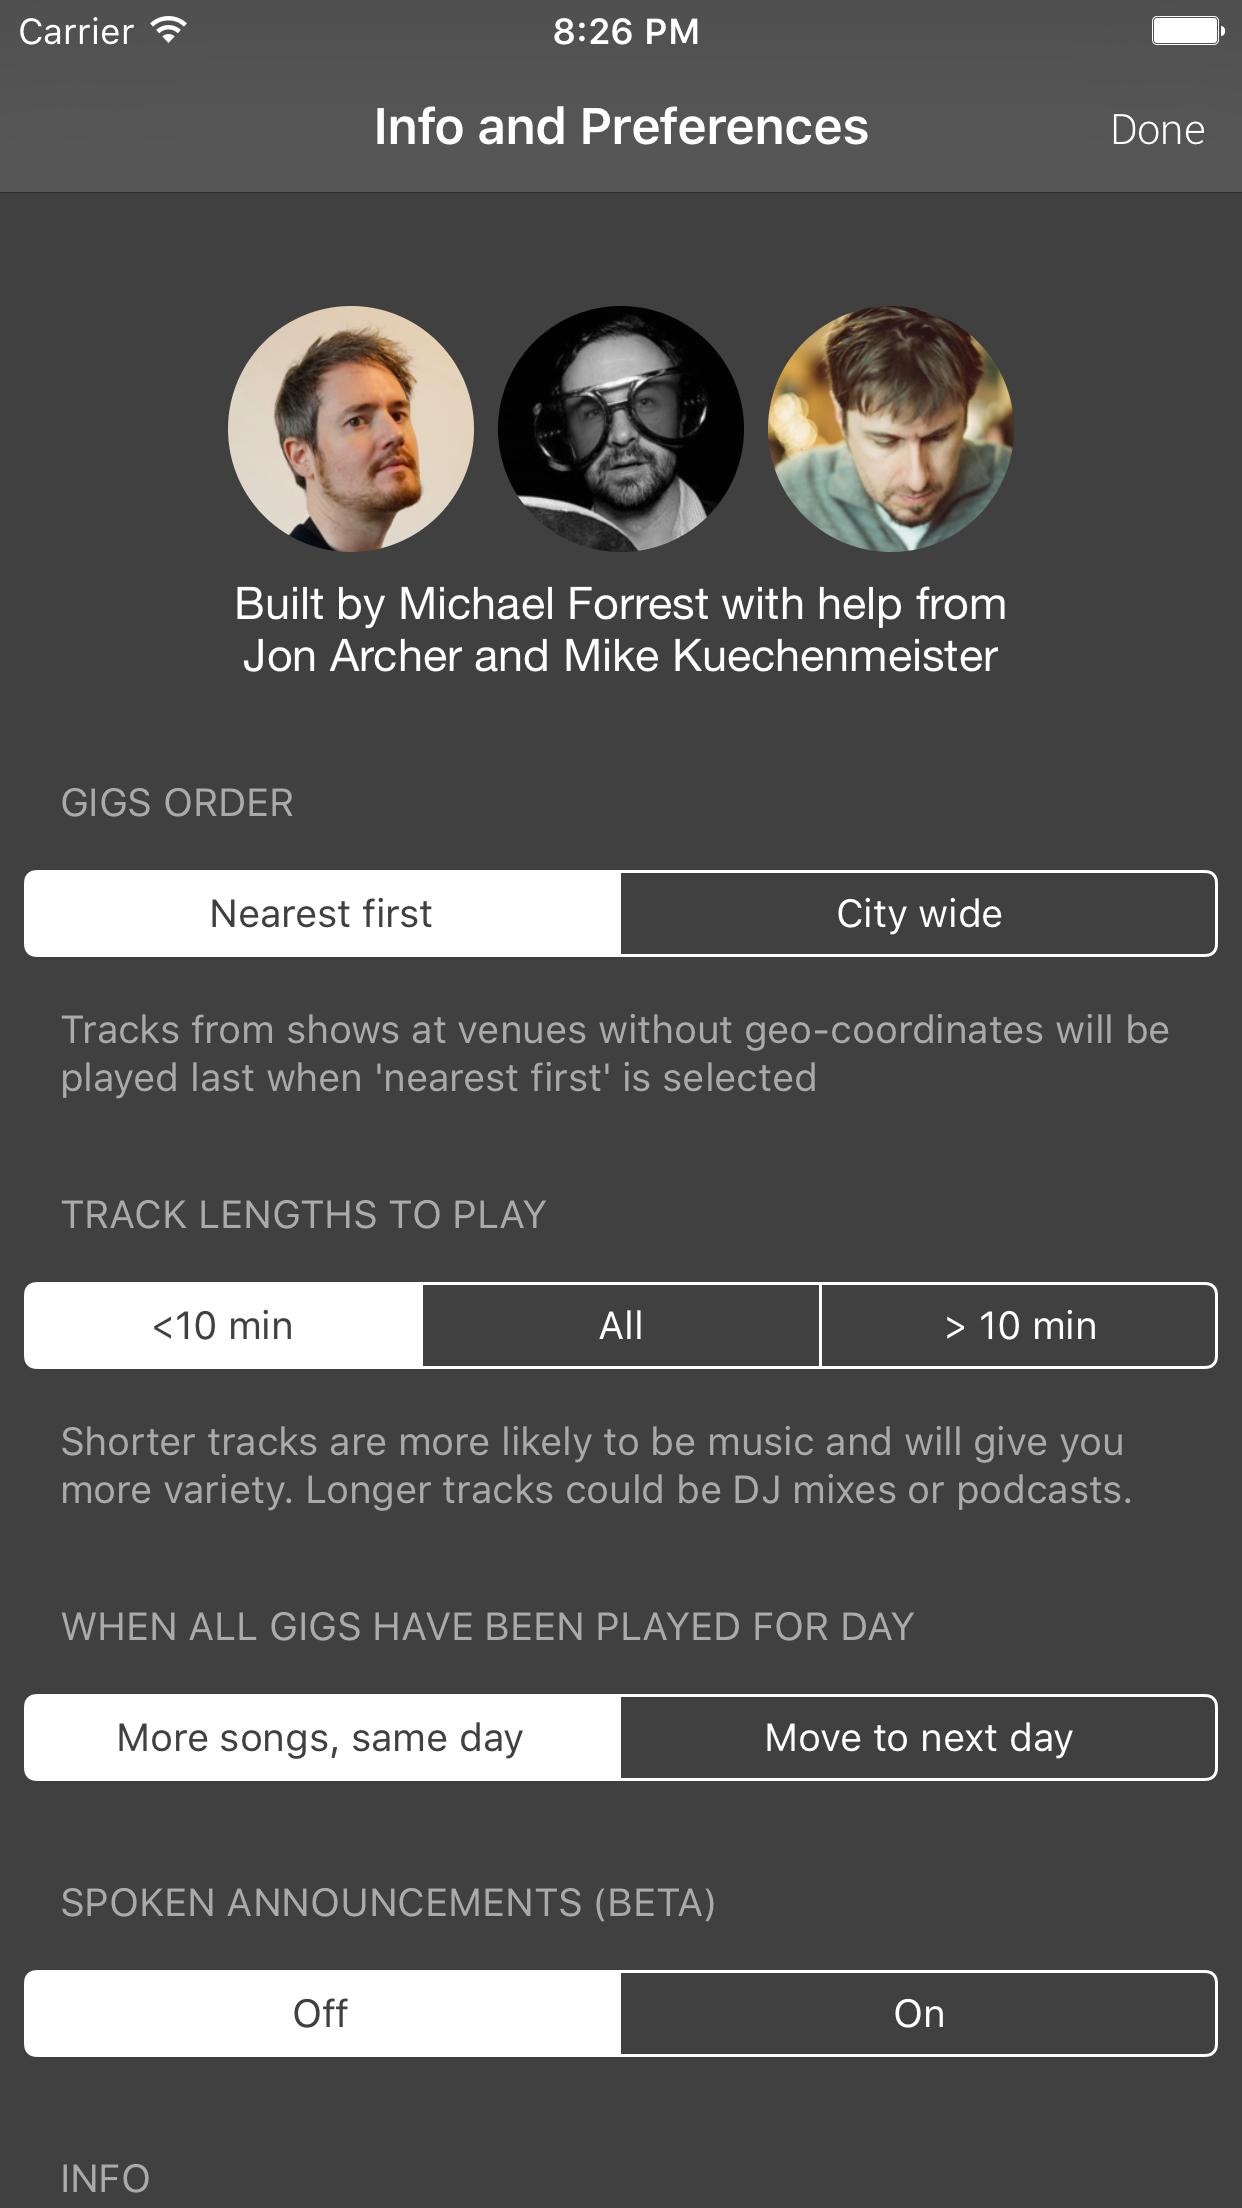 Carrier 8:26 PM
Info and Preferences Done
Built by Michael Forrest with help from
Jon Archer and Mike Kuechenmeister
GIGS ORDER
Nearest first City wide
Tracks from shows at venues without geo-coordinates will be
played last when 'nearest first' is selected
TRACK LENGTHS TO PLAY
<10 min All > 10 min
Shorter tracks are more likely to be music and will give you
more variety. Longer tracks could be DJ mixes or podcasts.
WHEN ALL GIGS HAVE BEEN PLAYED FOR DAY
More songs, same day Move to next day
SPOKEN ANNOUNCEMENTS (BETA)
Off On
INFO